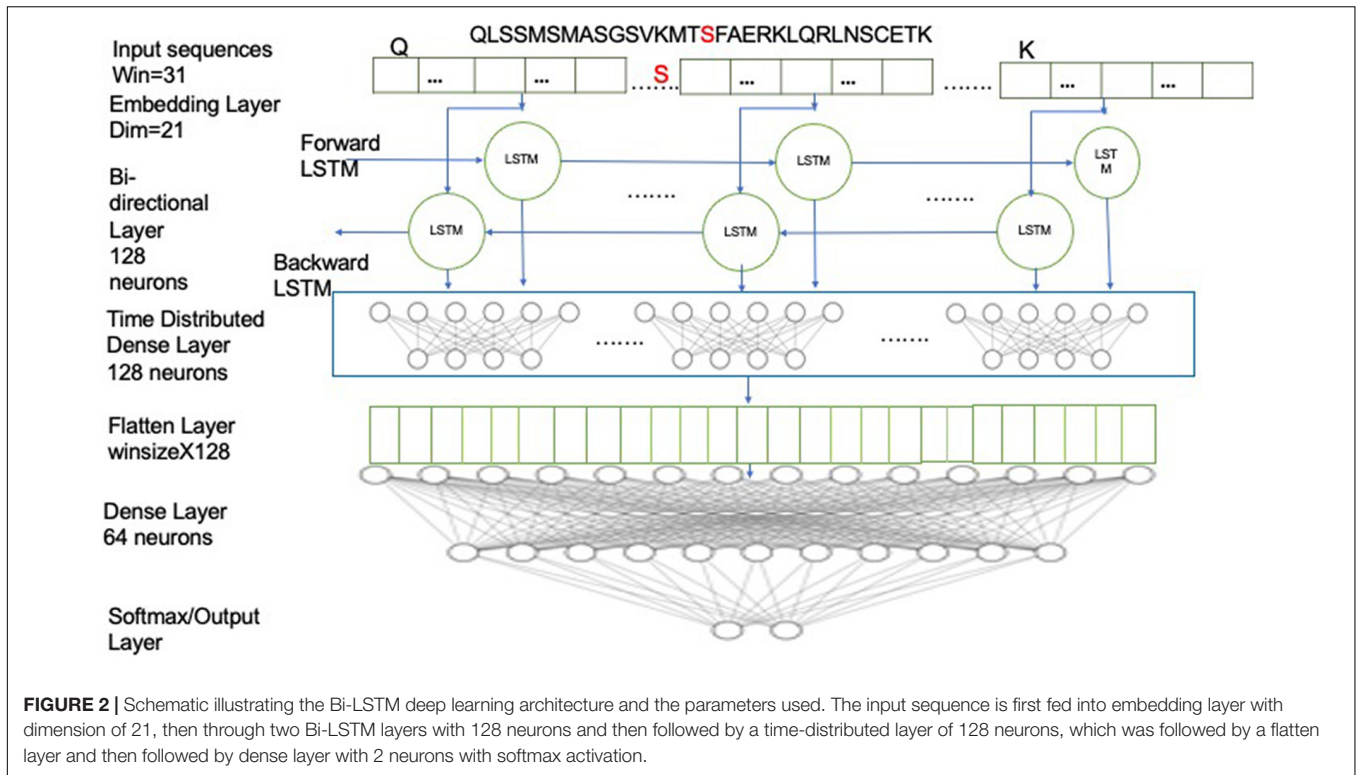 QLSSMSMASGSVKMTSFAERKLQRLNSCETK
Input sequences
Win=31
Q
S
K
... ... ....... ... ... ....... ... ...
Embedding Layer
Dim=21
Forward
LSTM
LSTM
LSTM
LST
M
Bi-
directional
Layer
128
neurons
....... .......
LSTM
LSTM
LSTM
Backward
LSTM
Time Distributed
Dense Layer
128 neurons
....... .......
Flatten Layer
winsizeX128
Dense Layer
64 neurons
Softmax/Output
Layer
FIGURE 2 | Schematic illustrating the Bi-LSTM deep learning architecture and the parameters used. The input sequence is first fed into embedding layer with
dimension of 21, then through two Bi-LSTM layers with 128 neurons and then followed by a time-distributed layer of 128 neurons, which was followed by a flatten
layer and then followed by dense layer with 2 neurons with softmax activation.